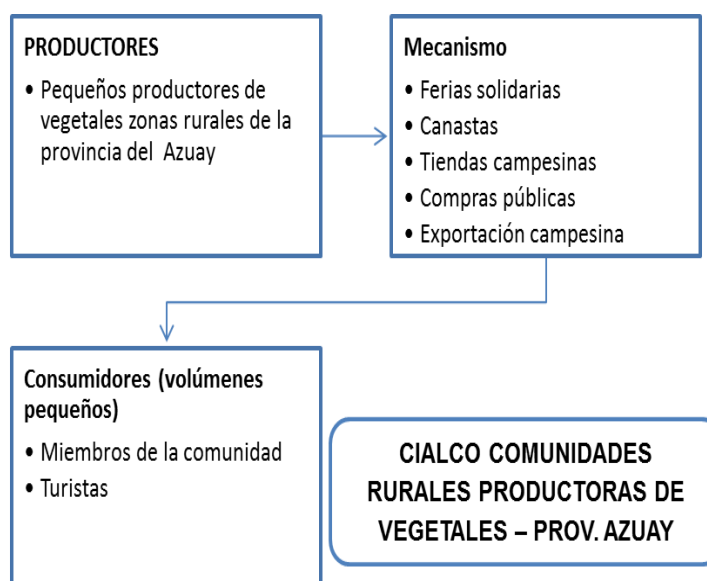 PRODUCTORES
• Pequeños productores de
vegetales zonas rurales de la
provincia del Azuay
Mecanismo
• Ferias solidarias
• Canastas
• Tiendas campesinas
• Compras públicas
• Exportación campesina
Consumidores (volúmenes
pequeños)
• Miembros de la comunidad
• Turistas
CIALCO COMUNIDADES
RURALES PRODUCTORAS DE
VEGETALES – PROV. AZUAY